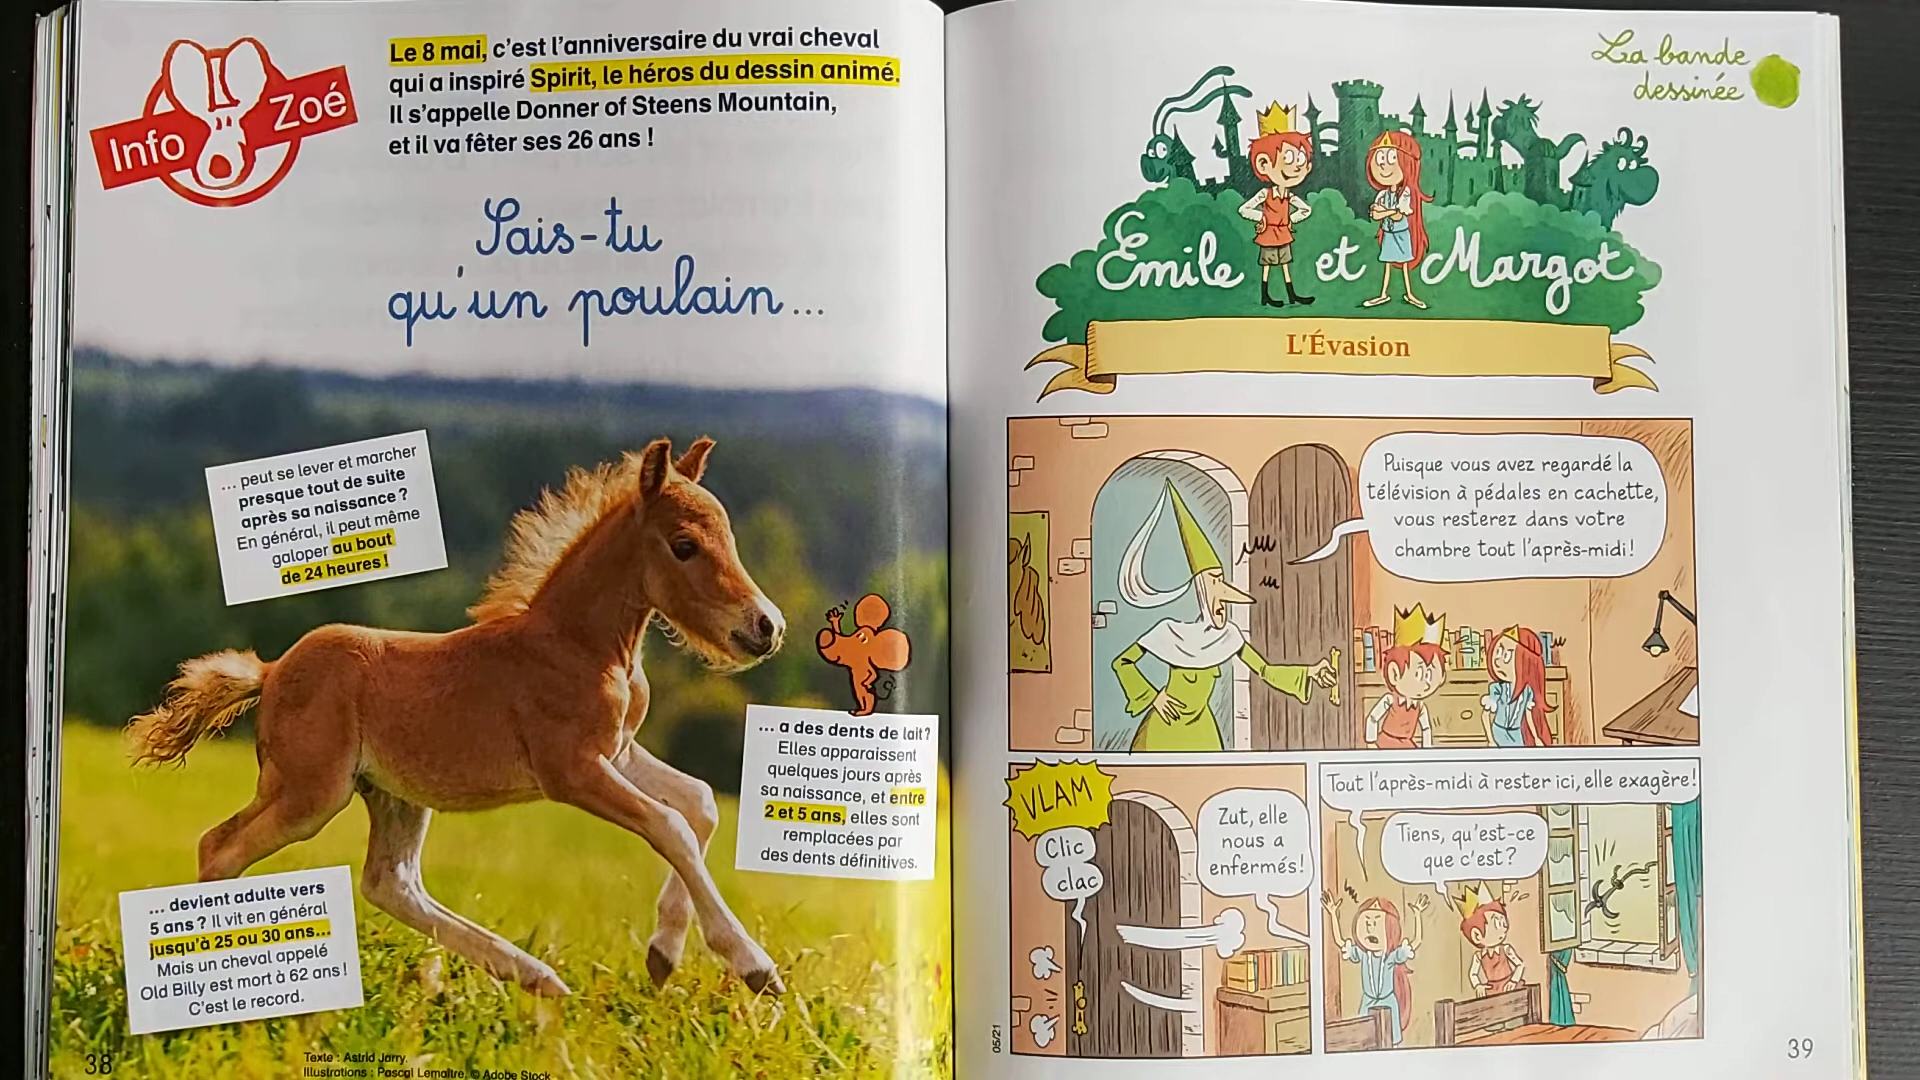 Info Zoé
Le 8 mai, c'est l'anniversaire du vrai cheval
qui a inspiré Spirit, le héros du dessin animé.
Il s'appelle Donner of Steens Mountain,
et il va fêter ses 26 ans !
Sais-tu
qu'un poulain...
... peut se lever et marcher
presque tout de suite
après sa naissance ?
En général, il peut même
galoper au bout
de 24 heures !
... a des dents de lait ?
Elles apparaissent
quelques jours après
sa naissance, et entre
2 et 5 ans, elles sont
remplacées par
des dents définitives.
... devient adulte vers
5 ans ? Il vit en général
jusqu'à 25 ou 30 ans...
Mais un cheval appelé
Old Billy est mort à 62 ans !
C'est le record.
38
Texte : Astrid Jarry.
Illustrations : Pascal Lemaître, © Adobe Stock
La bande
dessinée
Émile et Margot
L'Évasion
Puisque vous avez regardé la
télévision à pédales en cachette,
vous resterez dans votre
chambre tout l'après-midi !
VLAM
Clic
clac
Zut, elle
nous a
enfermés !
Tout l'après-midi à rester ici, elle exagère !
Tiens, qu'est-ce
que c'est ?
05/21
39